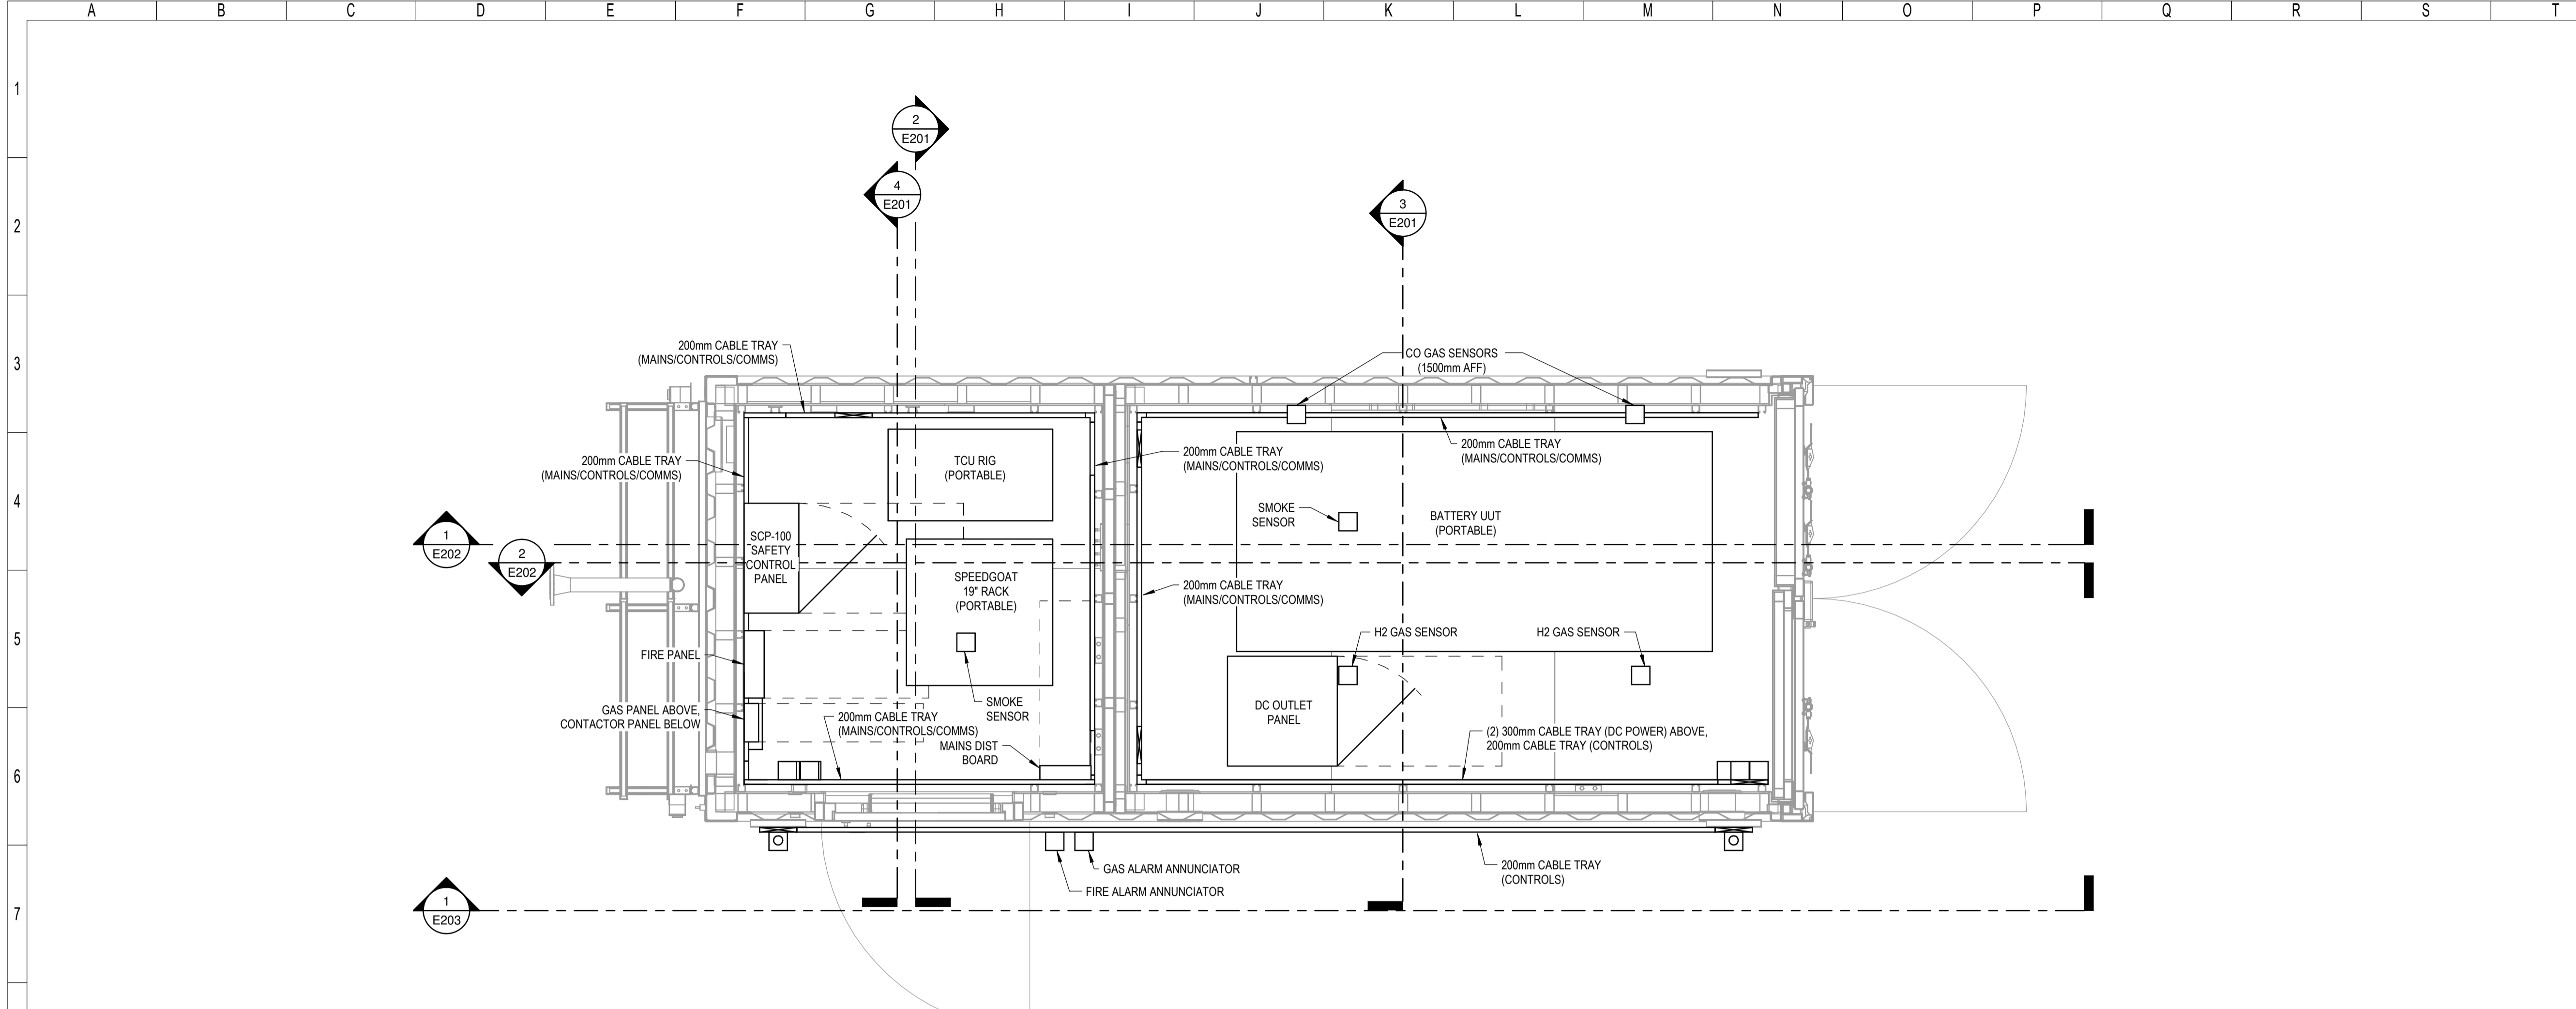 A B C D E F G H I J K L M N O P Q R S T
1
2
E201
4
E201
2
3
E201
3
200mm CABLE TRAY
(MAINS/CONTROLS/COMMS)
CO GAS SENSORS
(1500mm AFF)
200mm CABLE TRAY
(MAINS/CONTROLS/COMMS)
TCU RIG
(PORTABLE)
200mm CABLE TRAY
(MAINS/CONTROLS/COMMS)
200mm CABLE TRAY
(MAINS/CONTROLS/COMMS)
4
SMOKE
SENSOR
BATTERY UUT
(PORTABLE)
1
E202
2
E202
SCP-100
SAFETY
CONTROL
PANEL
SPEEDGOAT
19" RACK
(PORTABLE)
200mm CABLE TRAY
(MAINS/CONTROLS/COMMS)
5
H2 GAS SENSOR
H2 GAS SENSOR
FIRE PANEL
SMOKE
SENSOR
GAS PANEL ABOVE,
CONTACTOR PANEL BELOW
200mm CABLE TRAY
(MAINS/CONTROLS/COMMS)
DC OUTLET
PANEL
MAINS DIST
BOARD
(2) 300mm CABLE TRAY (DC POWER) ABOVE,
200mm CABLE TRAY (CONTROLS)
6
GAS ALARM ANNUNCIATOR
FIRE ALARM ANNUNCIATOR
200mm CABLE TRAY
(CONTROLS)
1
E203
7